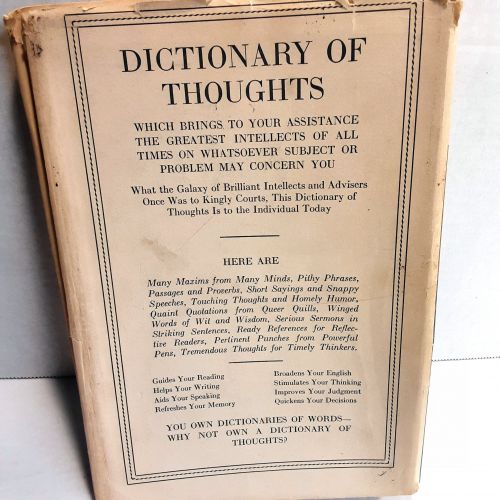 DICTIONARY OF
THOUGHTS
WHICH BRINGS TO YOUR ASSISTANCE
THE GREATEST INTELLECTS OF ALL
TIMES ON WHATSOEVER SUBJECT OR
PROBLEM MAY CONCERN YOU
What the Galaxy of Brilliant Intellects and Advisers
Once Was to Kingly Courts, This Dictionary of
Thoughts Is to the Individual Today
HERE ARE
Many Maxims from Many Minds, Pithy Phrases,
Passages and Proverbs, Short Sayings and Snappy
Speeches, Touching Thoughts and Homely Humor,
Quaint Quotations from Queer Quills, Winged
Words of Wit and Wisdom, Serious Sermons in
Striking Sentences, Ready References for Reflec-
tive Readers, Pertinent Punches from Powerful
Pens, Tremendous Thoughts for Timely Thinkers.
Guides Your Reading
Helps Your Writing
Aids Your Speaking
Refreshes Your Memory
Broadens Your English
Stimulates Your Thinking
Improves Your Judgment
Quickens Your Decisions
YOU OWN DICTIONARIES OF WORDS—
WHY NOT OWN A DICTIONARY OF
THOUGHTS?